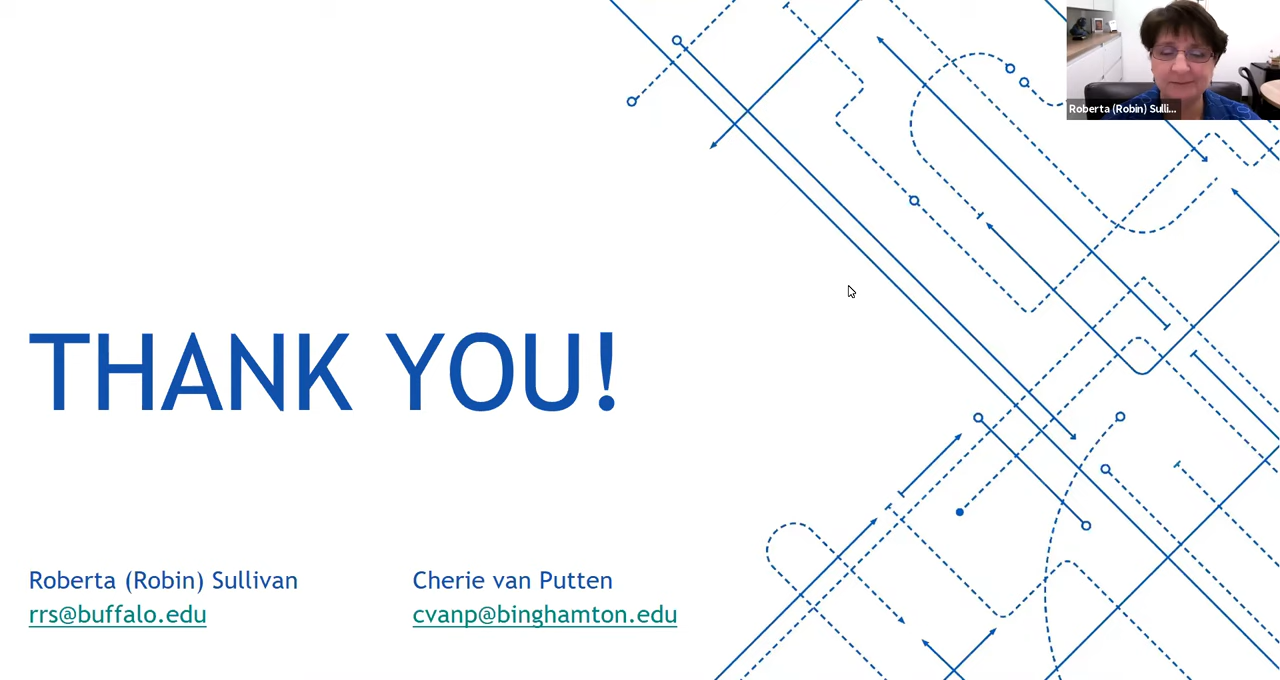 Roberta (Robin) Sulli...
THANK YOU!
Roberta (Robin) Sullivan
rrs@buffalo.edu
Cherie van Putten
cvanp@binghamton.edu